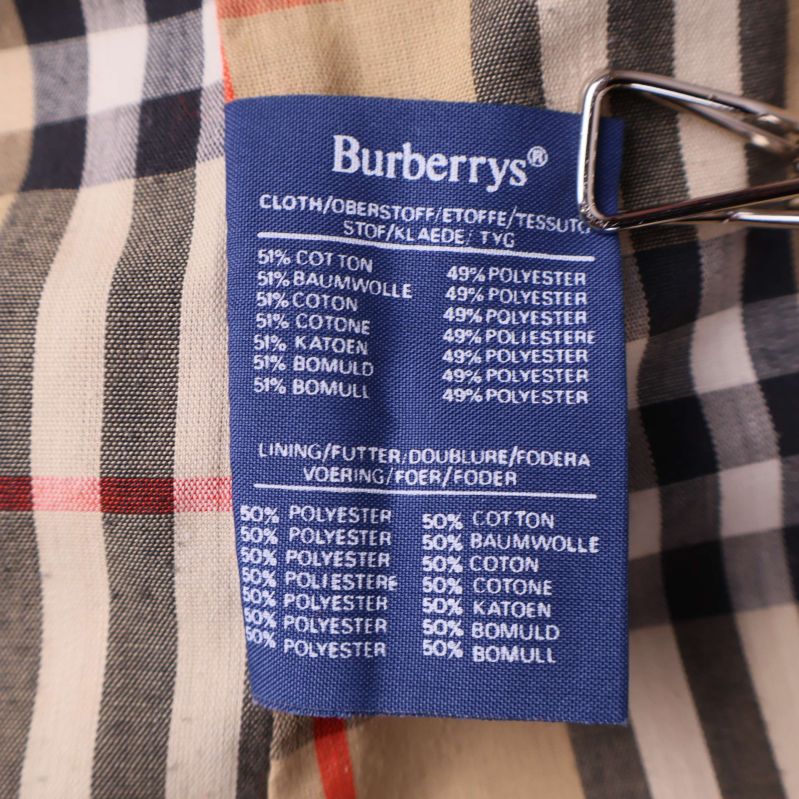 Burberrys®
CLOTH/OBERSTOFF/ETOFFE/TESSUTO
STOF/KLAEDE/TYG
51% COTTON 49% POLYESTER
51% BAUMWOLLE 49% POLYESTER
51% COTON 49% POLYESTER
51% COTONE 49% POLIESTERE
51% KATOEN 49% POLYESTER
51% BOMULD 49% POLYESTER
51% BOMULL 49% POLYESTER
LINING/FUTTER/DOUBLURE/FODERA
VOERING/FOER/FODER
50% POLYESTER 50% COTTON
50% POLYESTER 50% BAUMWOLLE
50% POLYESTER 50% COTON
50% POLIESTERE 50% COTONE
50% POLYESTER 50% KATOEN
50% POLYESTER 50% BOMULD
50% POLYESTER 50% BOMULL